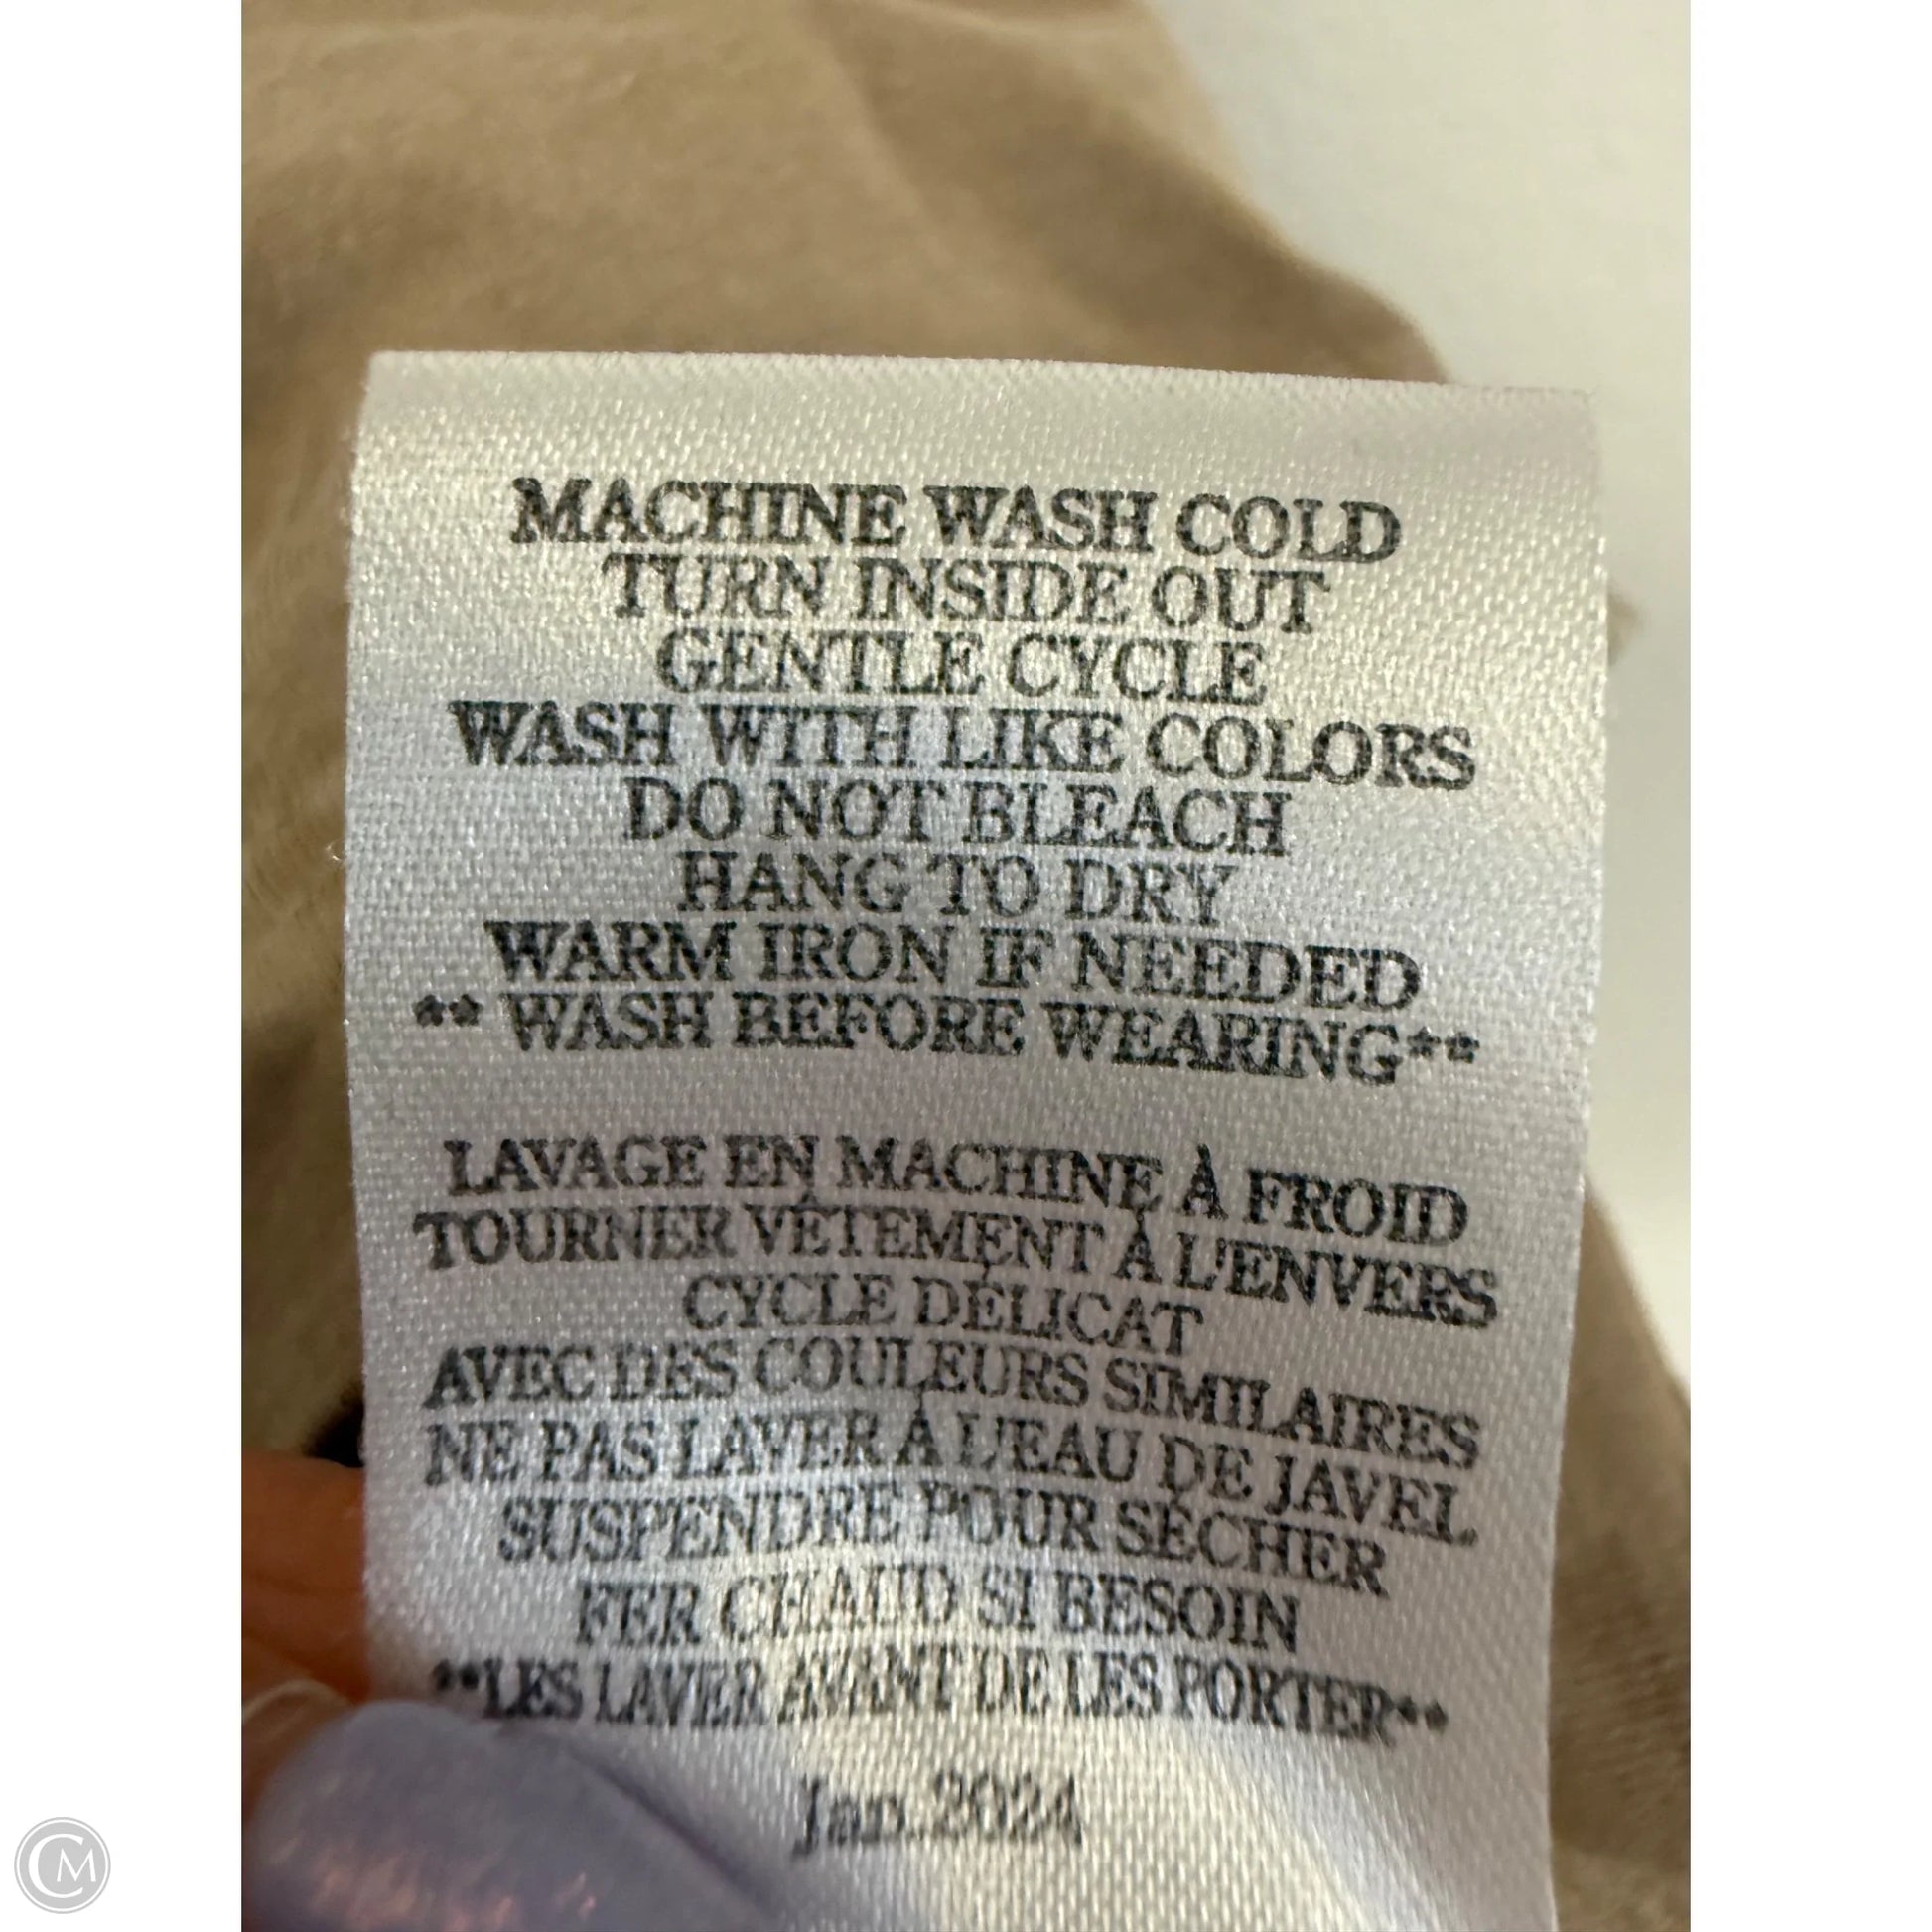 MACHINE WASH COLD
TURN INSIDE OUT
GENTLE CYCLE
WASH WITH LIKE COLORS
DO NOT BLEACH
HANG TO DRY
WARM IRON IF NEEDED
** WASH BEFORE WEARING**
LAVAGE EN MACHINE À FROID
TOURNER VÊTEMENT À L'ENVERS
CYCLE DÉLICAT
AVEC DES COULEURS SIMILAIRES
NE PAS LAVER À L'EAU DE JAVEL
SUSPENDRE POUR SÉCHER
FER CHAUD SI BESOIN
**LES LAVER AVANT DE LES PORTER**
Jan.2024
CM